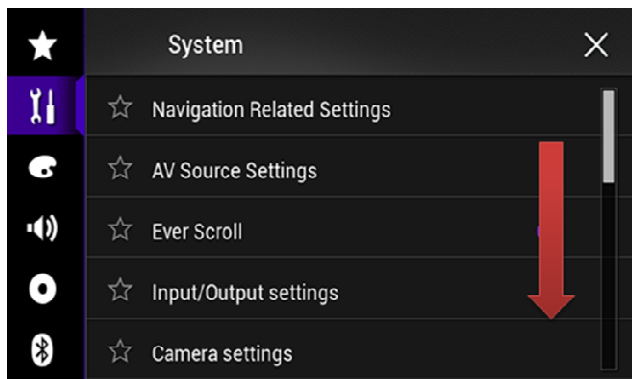 System
Navigation Related Settings
AV Source Settings
Ever Scroll
Input/Output settings
Camera settings